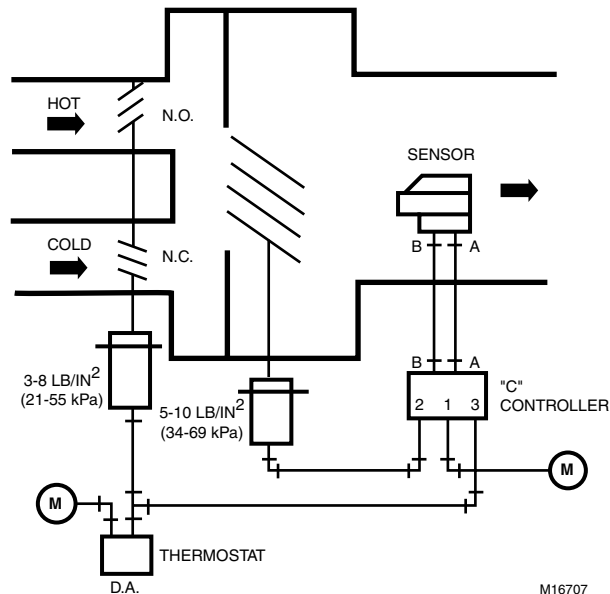 HOT
N.O.
SENSOR
COLD
N.C.
B
A
3-8 LB/IN2
(21-55 kPa)
5-10 LB/IN2
(34-69 kPa)
B
A
2
1
3
"C"
CONTROLLER
M
M
THERMOSTAT
D.A.
M16707